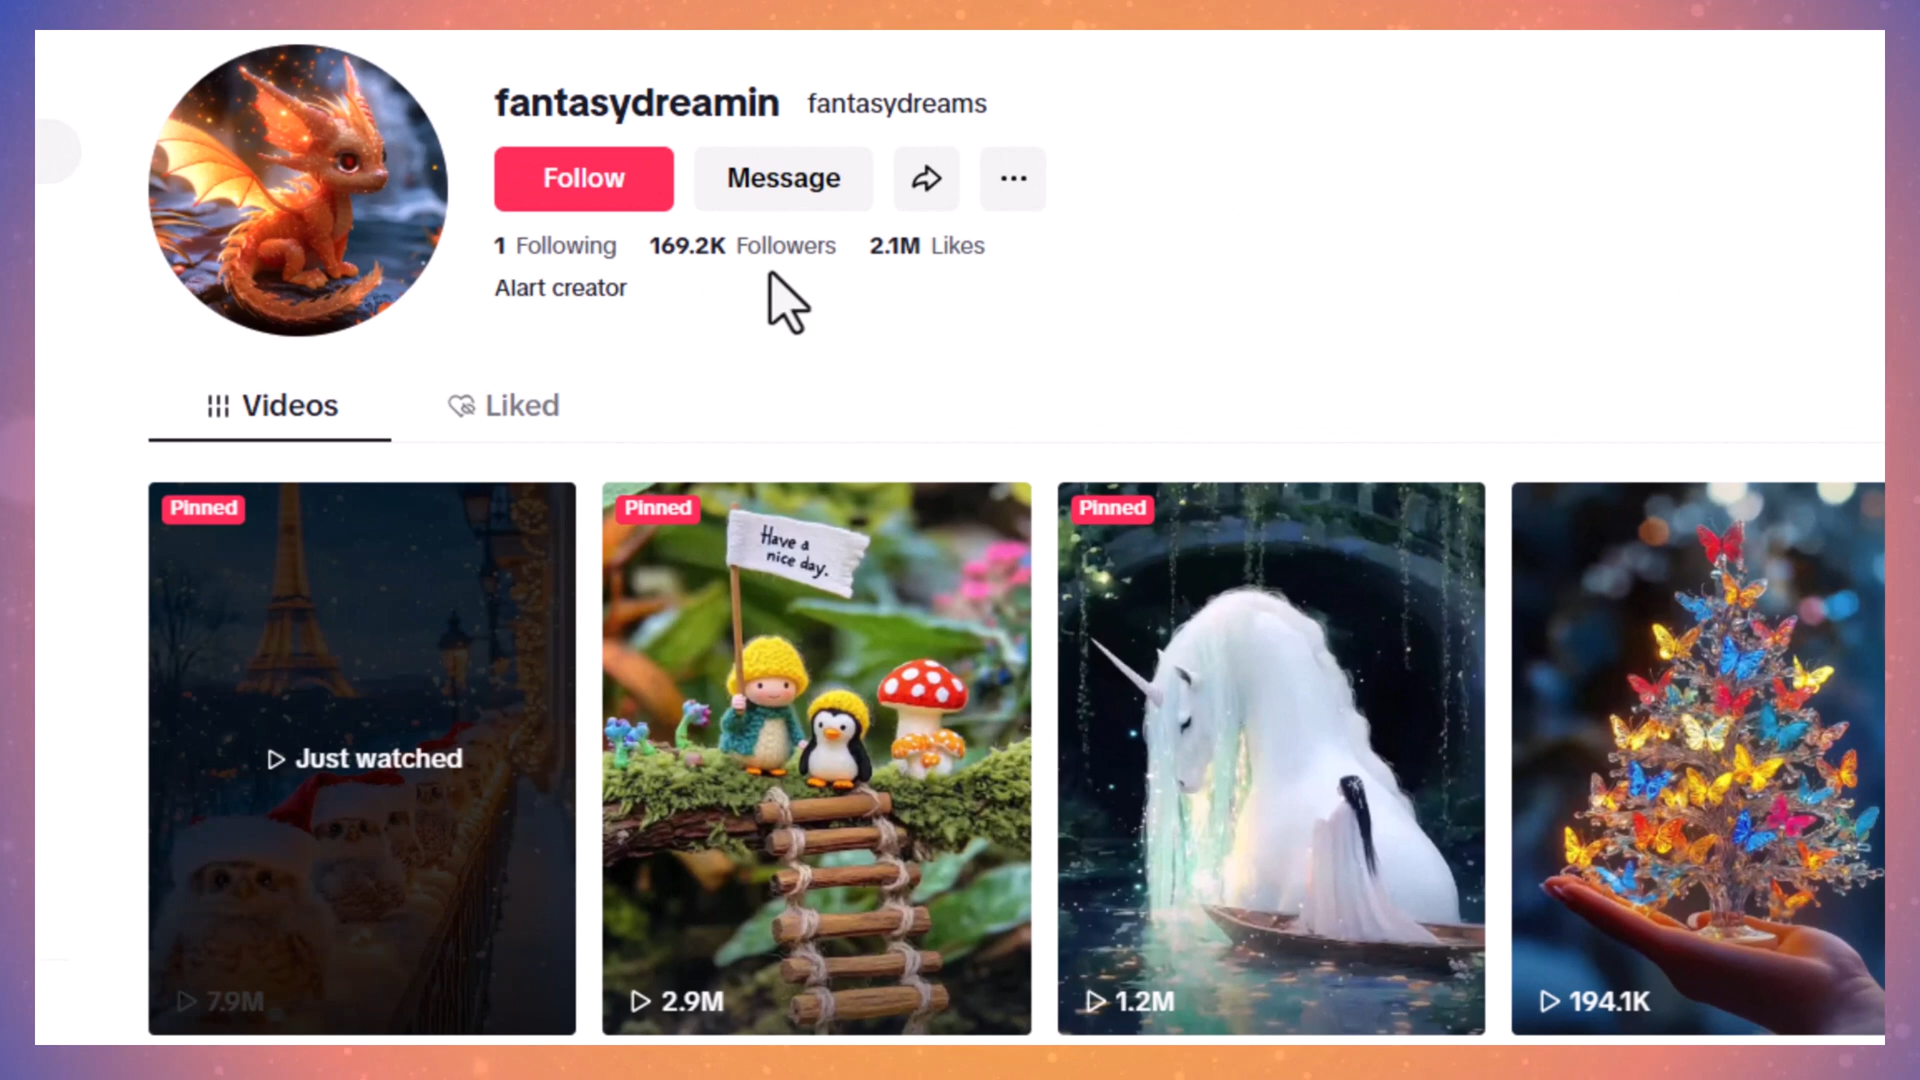 fantasydreamin fantasydreams
Follow Message
1 Following 169.2K Followers 2.1M Likes
AIart creator
Videos Liked
Pinned Pinned Pinned
Have a
nice day.
Just watched
7.9M 2.9M 1.2M 194.1K